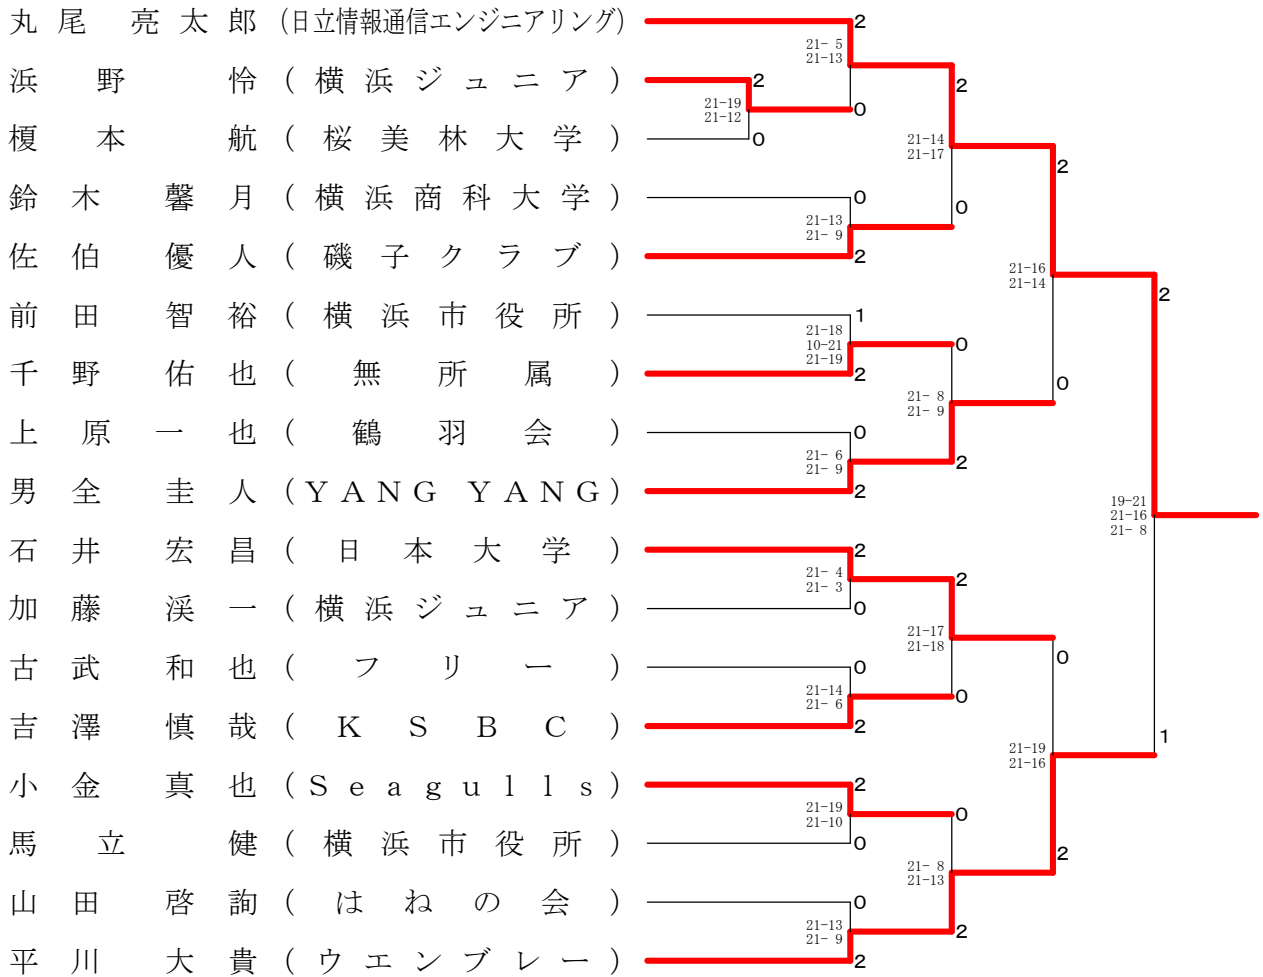 丸尾 亮太郎 (日立情報通信エンジニアリング) 2
21- 5
21-13
浜野 怜 (横浜ジュニア) 2 2
21-19
21-12 0
榎本 航 (桜美林大学) 0
21-14
21-17 2
鈴木 馨月 (横浜商科大学) 0
21-13
21- 9 0
佐伯 優人 (磯子クラブ) 2
21-16
21-14 2
前田 智裕 (横浜市役所) 1
21-18
10-21
21-19 0
千野 佑也 (無所属) 2
21- 8
21- 9 0
上原 一也 (鶴羽会) 0
21- 6
21- 9 2
男全 圭人 (YANG YANG) 2
19-21
21-16
21- 8
石井 宏昌 (日本大学) 2
21- 4
21- 3 2
加藤 渓一 (横浜ジュニア) 0
21-17
21-18 0
古武 和也 (フリー) 0
21-14
21- 6 0
吉澤 慎哉 (KSBC) 2
21-19
21-16 1
小金 真也 (Seagulls) 2
21-19
21-10 0
馬立 健 (横浜市役所) 0
21- 8
21-13 2
山田 啓詢 (はねの会) 0
21-13
21- 9 2
平川 大貴 (ウエンブレー) 2